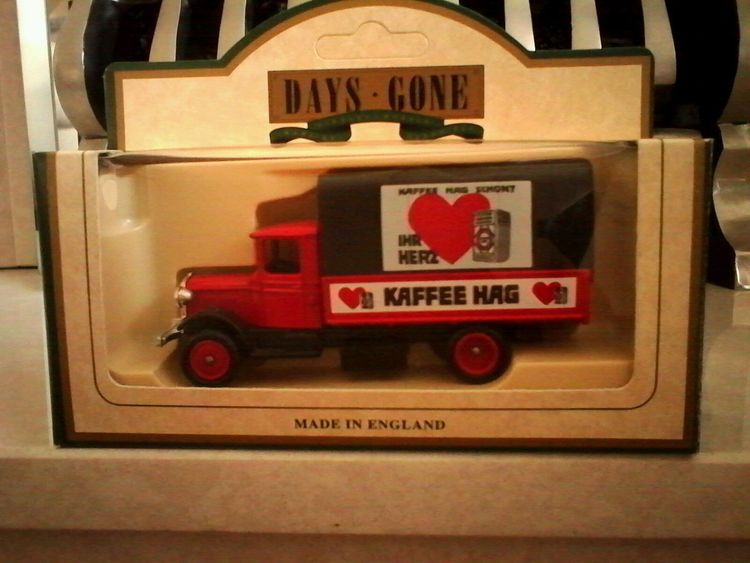 DAYS · GONE
KAFFEE HAG SCHONT
IHR
HERZ
KAFFEE HAG
MADE IN ENGLAND